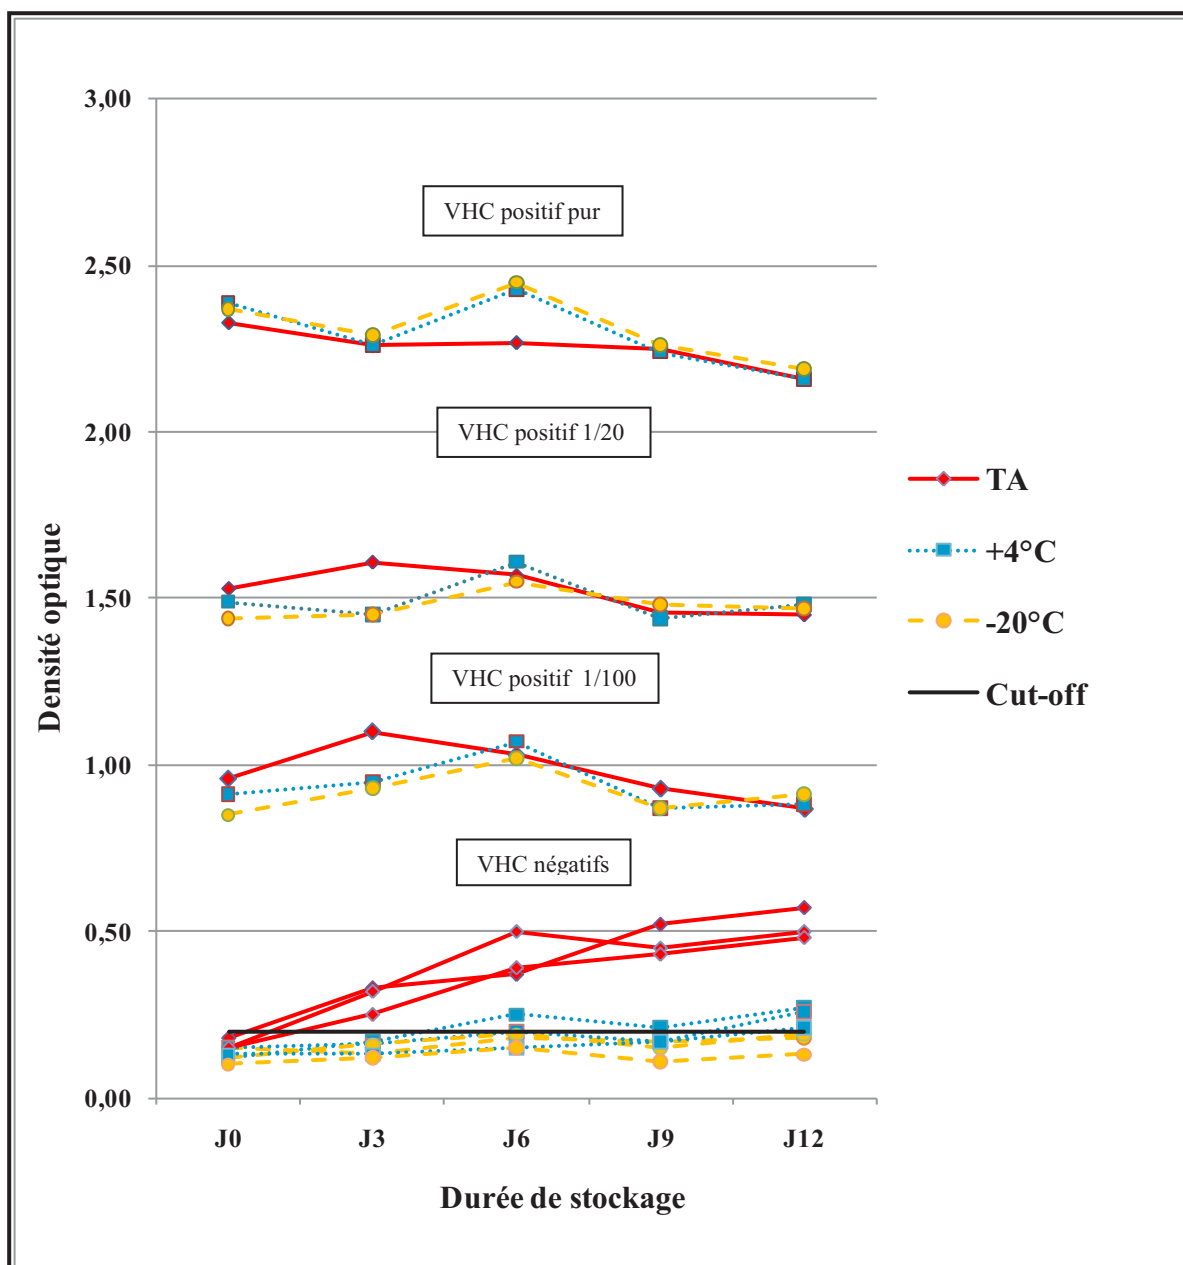 3,00
VHC positif pur
2,50
2,00
VHC positif 1/20
TA
+4°C
1,50
-20°C
VHC positif 1/100
Cut-off
1,00
VHC négatifs
0,50
0,00
J0 J3 J6 J9 J12
Densité optique
Durée de stockage